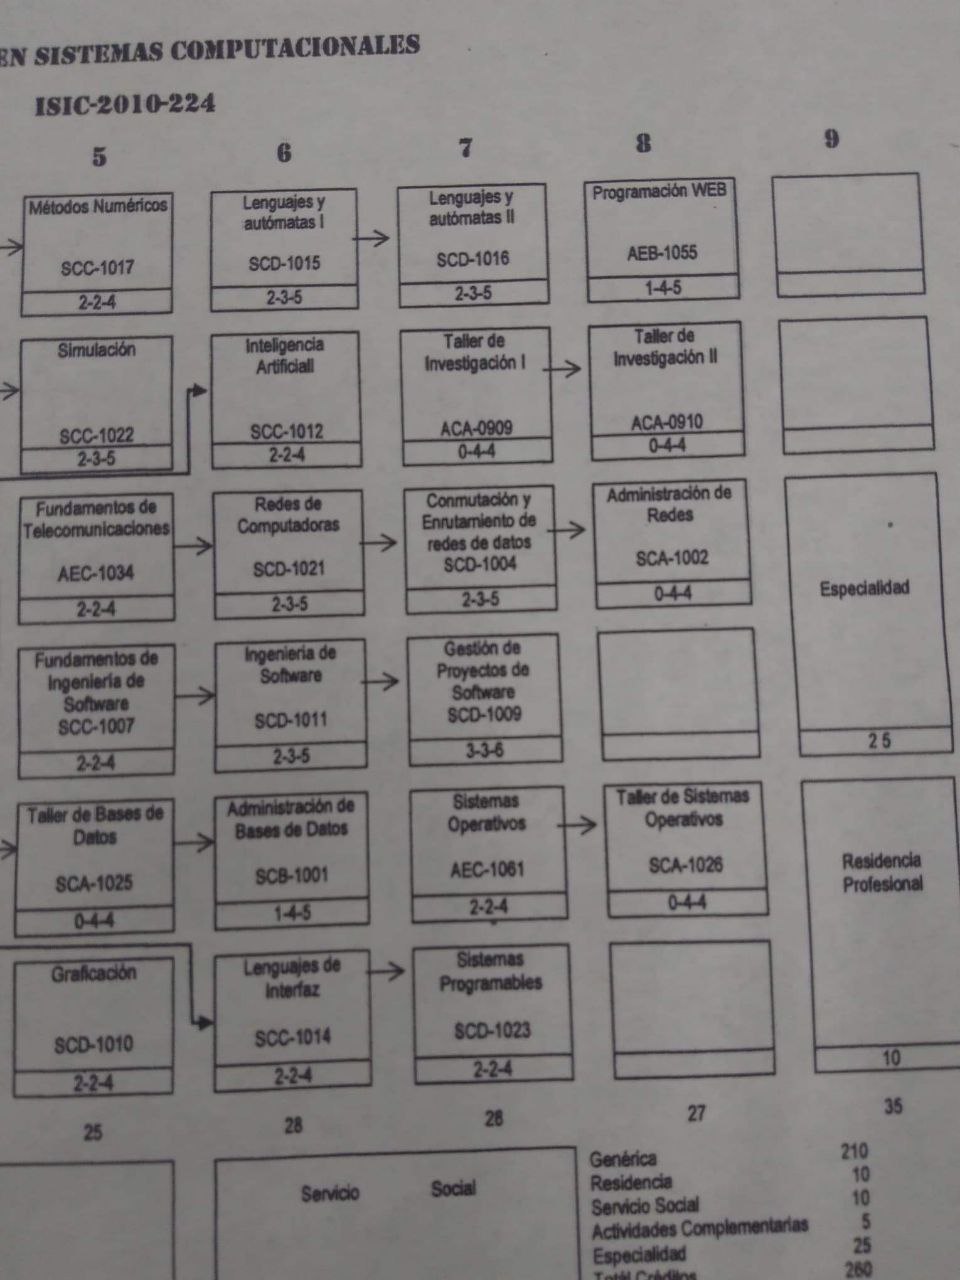 EN SISTEMAS COMPUTACIONALES
ISIC-2010-224
5
6
7
8
9
Métodos Numéricos
SCC-1017
2-2-4
Lenguajes y
autómatas I
SCD-1015
2-3-5
Lenguajes y
autómatas II
SCD-1016
2-3-5
Programación WEB
AEB-1055
1-4-5
Simulación
SCC-1022
2-3-5
Inteligencia
Artificiall
SCC-1012
2-2-4
Taller de
Investigación I
ACA-0909
0-4-4
Taller de
Investigación II
ACA-0910
0-4-4
Fundamentos de
Telecomunicaciones
AEC-1034
2-2-4
Redes de
Computadoras
SCD-1021
2-3-5
Conmutación y
Enrutamiento de
redes de datos
SCD-1004
2-3-5
Administración de
Redes
SCA-1002
0-4-4
Especialidad
2 5
Fundamentos de
Ingeniería de
Software
SCC-1007
2-2-4
Ingeniería de
Software
SCD-1011
2-3-5
Gestión de
Proyectos de
Software
SCD-1009
3-3-6
Taller de Bases de
Datos
SCA-1025
0-4-4
Administración de
Bases de Datos
SCB-1001
1-4-5
Sistemas
Operativos
AEC-1061
2-2-4
Taller de Sistemas
Operativos
SCA-1026
0-4-4
Residencia
Profesional
10
Graficación
SCD-1010
2-2-4
Lenguajes de
Interfaz
SCC-1014
2-2-4
Sistemas
Programables
SCD-1023
2-2-4
25
28
28
27
35
Servicio Social
Genérica 210
Residencia 10
Servicio Social 10
Actividades Complementarias 5
Especialidad 25
Total Créditos 260